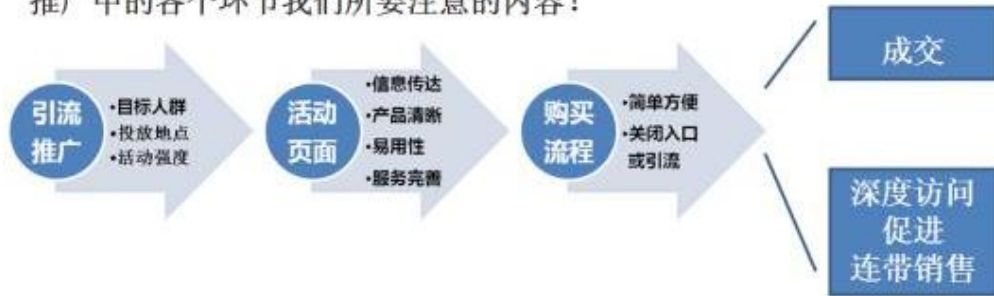 推广中的各个环节我们所要注意的内容！
引流
推广
·目标人群
·投放地点
·活动强度
活动
页面
·信息传达
·产品清晰
·易用性
·服务完善
购买
流程
·简单方便
·关闭入口
或引流
成交
深度访问
促进
连带销售